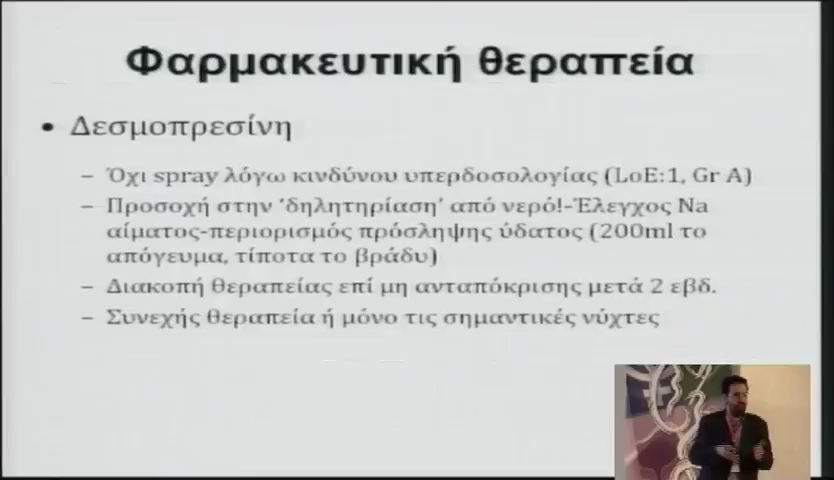 Φαρμακευτική θεραπεία
• Δεσμοπρεσίνη
– Όχι spray λόγω κινδύνου υπερδοσολογίας (LoE:1, Gr A)
– Προσοχή στην 'δηλητηρίαση' από νερό!-Έλεγχος Na
αίματος-περιορισμός πρόσληψης ύδατος (200ml το
απόγευμα, τίποτα το βράδυ)
– Διακοπή θεραπείας επί μη ανταπόκρισης μετά 2 εβδ.
– Συνεχής θεραπεία ή μόνο τις σημαντικές νύχτες